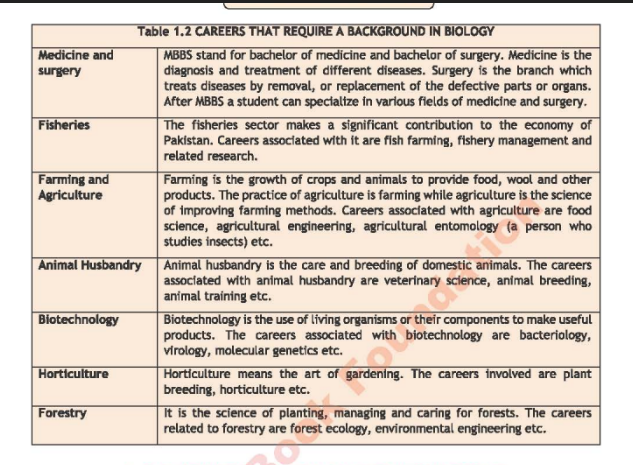 Table 1.2 CAREERS THAT REQUIRE A BACKGROUND IN BIOLOGY
Medicine and
surgery
MBBS stand for bachelor of medicine and bachelor of surgery. Medicine is the
diagnosis and treatment of different diseases. Surgery is the branch which
treats diseases by removal, or replacement of the defective parts or organs.
After MBBS a student can specialize in various fields of medicine and surgery.
Fisheries
The fisheries sector makes a significant contribution to the economy of
Pakistan. Careers associated with it are fish farming, fishery management and
related research.
Farming and
Agriculture
Farming is the growth of crops and animals to provide food, wool and other
products. The practice of agriculture is farming while agriculture is the science
of improving farming methods. Careers associated with agriculture are food
science, agricultural engineering, agricultural entomology (a person who
studies insects) etc.
Animal Husbandry
Animal husbandry is the care and breeding of domestic animals. The careers
associated with animal husbandry are veterinary science, animal breeding,
animal training etc.
Biotechnology
Biotechnology is the use of living organisms or their components to make useful
products. The careers associated with biotechnology are bacteriology,
virology, molecular genetics etc.
Horticulture
Horticulture means the art of gardening. The careers involved are plant
breeding, horticulture etc.
Forestry
It is the science of planting, managing and caring for forests. The careers
related to forestry are forest ecology, environmental engineering etc.
Book Foundation